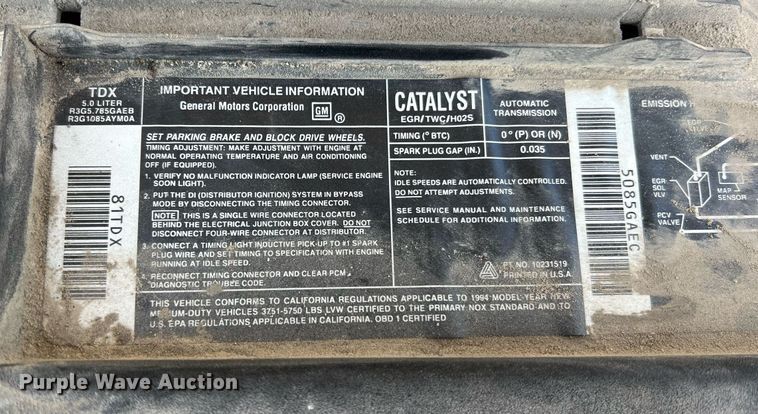 TDX
5.0 LITER
R3G5.785GAEB
R3G1085AYM0A
IMPORTANT VEHICLE INFORMATION
General Motors Corporation GM ®
SET PARKING BRAKE AND BLOCK DRIVE WHEELS.
TIMING ADJUSTMENT: MAKE ADJUSTMENT WITH ENGINE AT
NORMAL OPERATING TEMPERATURE AND AIR CONDITIONING
OFF (IF EQUIPPED).
1. VERIFY NO MALFUNCTION INDICATOR LAMP (SERVICE ENGINE
SOON LIGHT).
2. PUT THE DI (DISTRIBUTOR IGNITION) SYSTEM IN BYPASS
MODE BY DISCONNECTING THE TIMING CONNECTOR.
NOTE THIS IS A SINGLE WIRE CONNECTOR LOCATED
BEHIND THE ELECTRICAL JUNCTION BOX COVER. DO NOT
DISCONNECT FOUR-WIRE CONNECTOR AT DISTRIBUTOR.
3. CONNECT A TIMING LIGHT INDUCTIVE PICK-UP TO #1 SPARK
PLUG WIRE AND SET TIMING TO SPECIFICATION WITH ENGINE
RUNNING AT IDLE SPEED.
4. RECONNECT TIMING CONNECTOR AND CLEAR PCM
DIAGNOSTIC TROUBLE CODE.
CATALYST
EGR/TWC/HO2S
AUTOMATIC
TRANSMISSION
TIMING (° BTC) 0° (P) OR (N)
SPARK PLUG GAP (IN.) 0.035
NOTE:
IDLE SPEEDS ARE AUTOMATICALLY CONTROLLED.
DO NOT ATTEMPT ADJUSTMENTS.
SEE SERVICE MANUAL AND MAINTENANCE
SCHEDULE FOR ADDITIONAL INFORMATION.
PT. NO. 10231519
PRINTED IN U.S.A.
THIS VEHICLE CONFORMS TO CALIFORNIA REGULATIONS APPLICABLE TO 1994 MODEL YEAR NEW
MEDIUM-DUTY VEHICLES 3751-5750 LBS LVW CERTIFIED TO THE PRIMARY NOX STANDARD AND TO
U.S. EPA REGULATIONS APPLICABLE IN CALIFORNIA. OBD 1 CERTIFIED
81TDX
5085GAEC
EMISSION
EGR
VALVE
VENT
EGR
SOL
VLV
MAP
SENSOR
PCV
VALVE
Purple Wave Auction